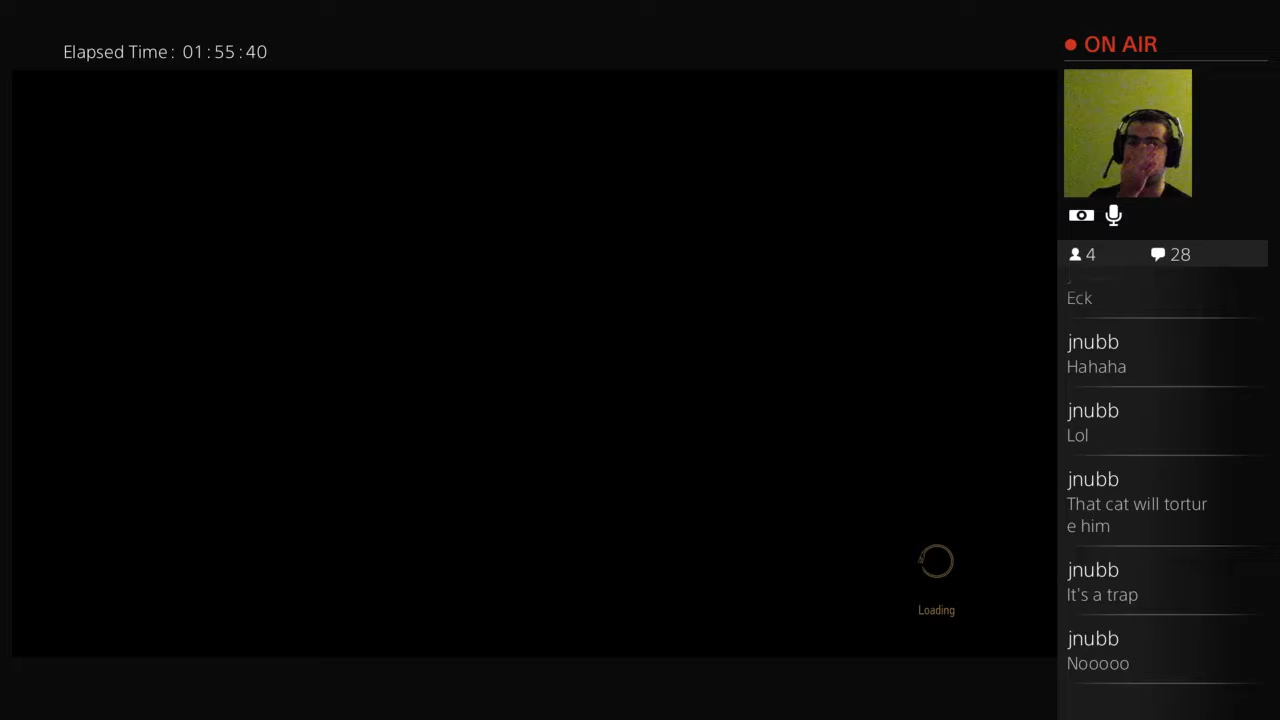 Elapsed Time: 01:55:40
ON AIR
4
28
Eck
jnubb
Hahaha
jnubb
Lol
jnubb
That cat will tortur
e him
jnubb
It's a trap
jnubb
Nooooo
Loading